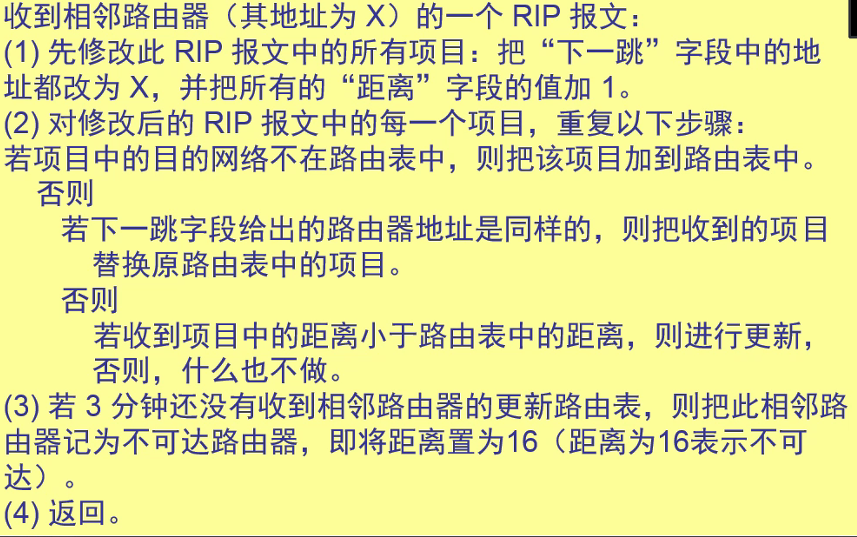 收到相邻路由器（其地址为 X）的一个 RIP 报文：
(1) 先修改此 RIP 报文中的所有项目：把“下一跳”字段中的地
址都改为 X，并把所有的“距离”字段的值加 1。
(2) 对修改后的 RIP 报文中的每一个项目，重复以下步骤：
若项目中的目的网络不在路由表中，则把该项目加到路由表中。
否则
若下一跳字段给出的路由器地址是同样的，则把收到的项目
替换原路由表中的项目。
否则
若收到项目中的距离小于路由表中的距离，则进行更新，
否则，什么也不做。
(3) 若 3 分钟还没有收到相邻路由器的更新路由表，则把此相邻路
由器记为不可达路由器，即将距离置为16（距离为16表示不可
达）。
(4) 返回。